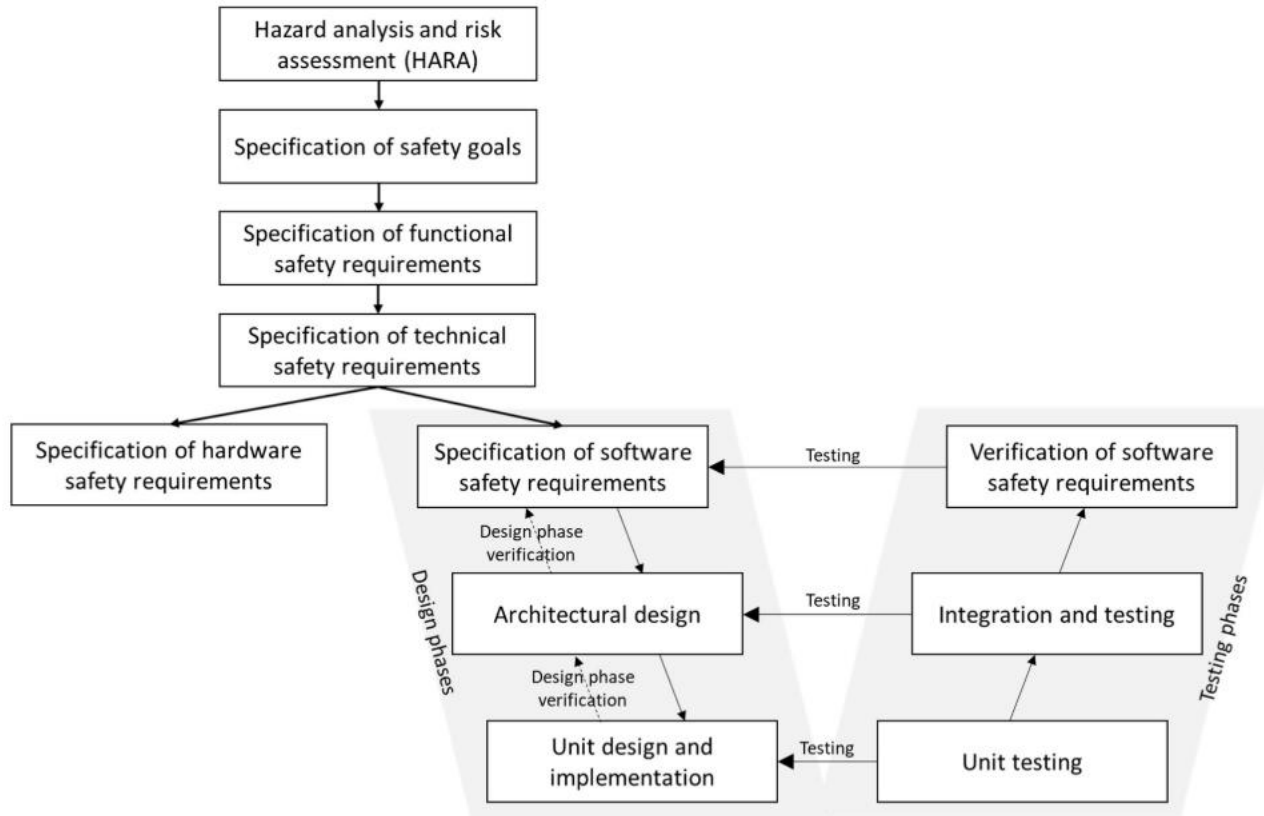 Hazard analysis and risk
assessment (HARA)
Specification of safety goals
Specification of functional
safety requirements
Specification of technical
safety requirements
Specification of hardware
safety requirements
Specification of software
safety requirements
Testing
Verification of software
safety requirements
Design phase
verification
Design phases
Architectural design
Testing
Integration and testing
Testing phases
Design phase
verification
Unit design and
implementation
Testing
Unit testing